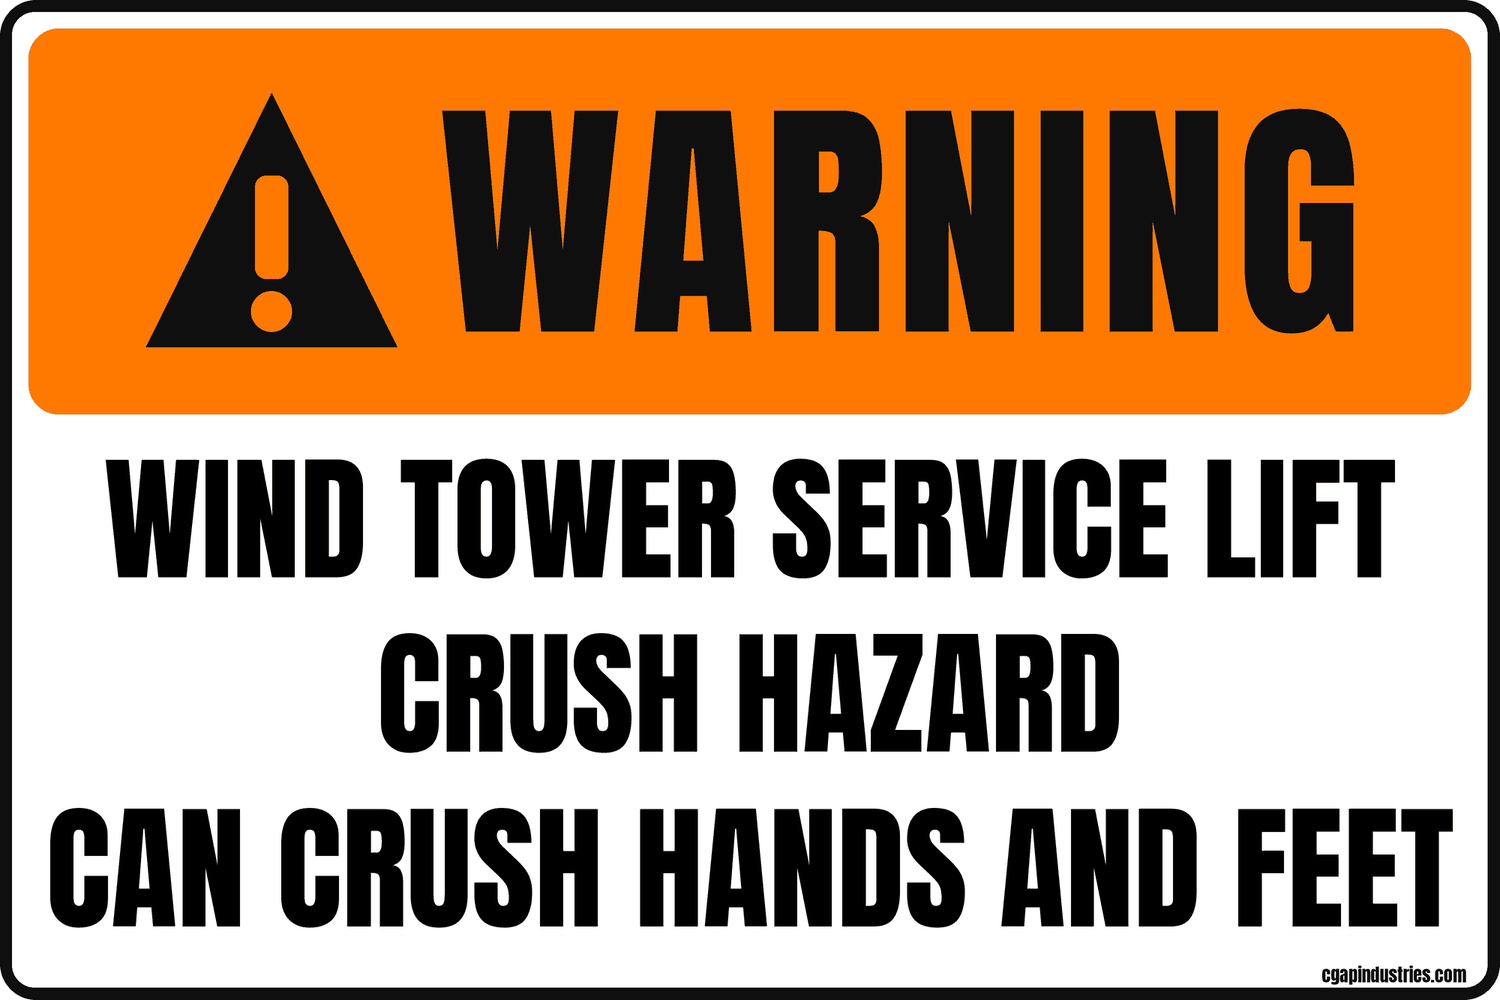 WARNING
WIND TOWER SERVICE LIFT
CRUSH HAZARD
CAN CRUSH HANDS AND FEET
cgapindustries.com